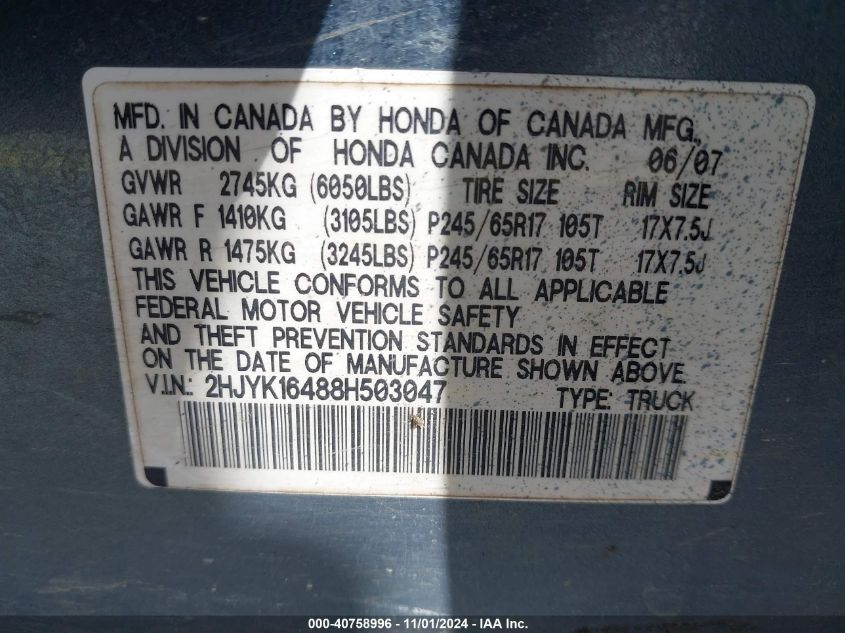 MFD. IN CANADA BY HONDA OF CANADA MFG.,
A DIVISION OF HONDA CANADA INC. 06/07
GVWR 2745KG (6050LBS) TIRE SIZE RIM SIZE
GAWR F 1410KG (3105LBS) P245/65R17 105T 17X7.5J
GAWR R 1475KG (3245LBS) P245/65R17 105T 17X7.5J
THIS VEHICLE CONFORMS TO ALL APPLICABLE
FEDERAL MOTOR VEHICLE SAFETY
AND THEFT PREVENTION STANDARDS IN EFFECT
ON THE DATE OF MANUFACTURE SHOWN ABOVE.
V.I.N.: 2HJYK16488H503047 TYPE: TRUCK
000-40758996 - 11/01/2024 - IAA Inc.